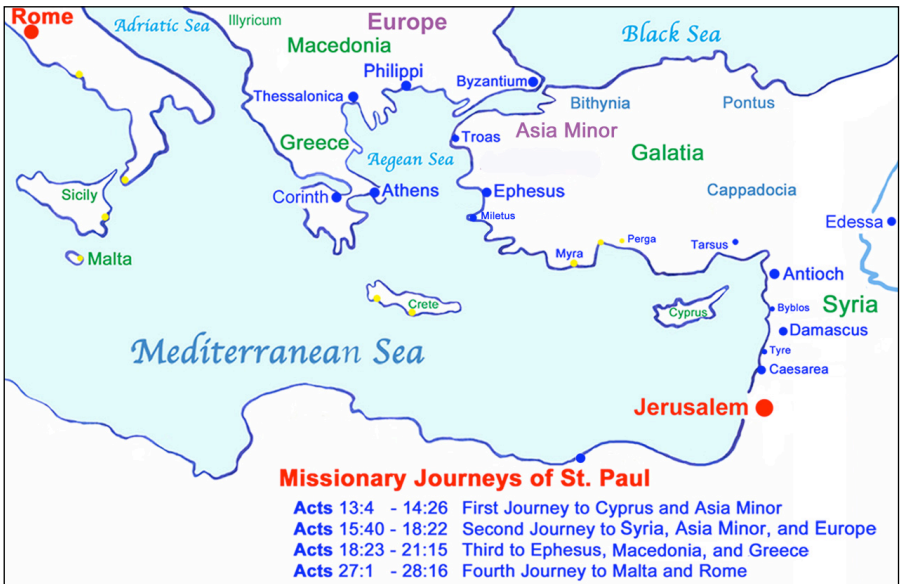 Rome
Adriatic Sea
Illyricum
Europe
Macedonia
Black Sea
Philippi
Thessalonica
Byzantium
Bithynia
Pontus
Asia Minor
Troas
Greece
Aegean Sea
Galatia
Sicily
Corinth
Athens
Ephesus
Cappadocia
Miletus
Edessa
Malta
Perga
Myra
Tarsus
Antioch
Crete
Cyprus
Byblos
Syria
Damascus
Mediterranean Sea
Tyre
Caesarea
Jerusalem
Missionary Journeys of St. Paul
Acts 13:4 - 14:26 First Journey to Cyprus and Asia Minor
Acts 15:40 - 18:22 Second Journey to Syria, Asia Minor, and Europe
Acts 18:23 - 21:15 Third to Ephesus, Macedonia, and Greece
Acts 27:1 - 28:16 Fourth Journey to Malta and Rome